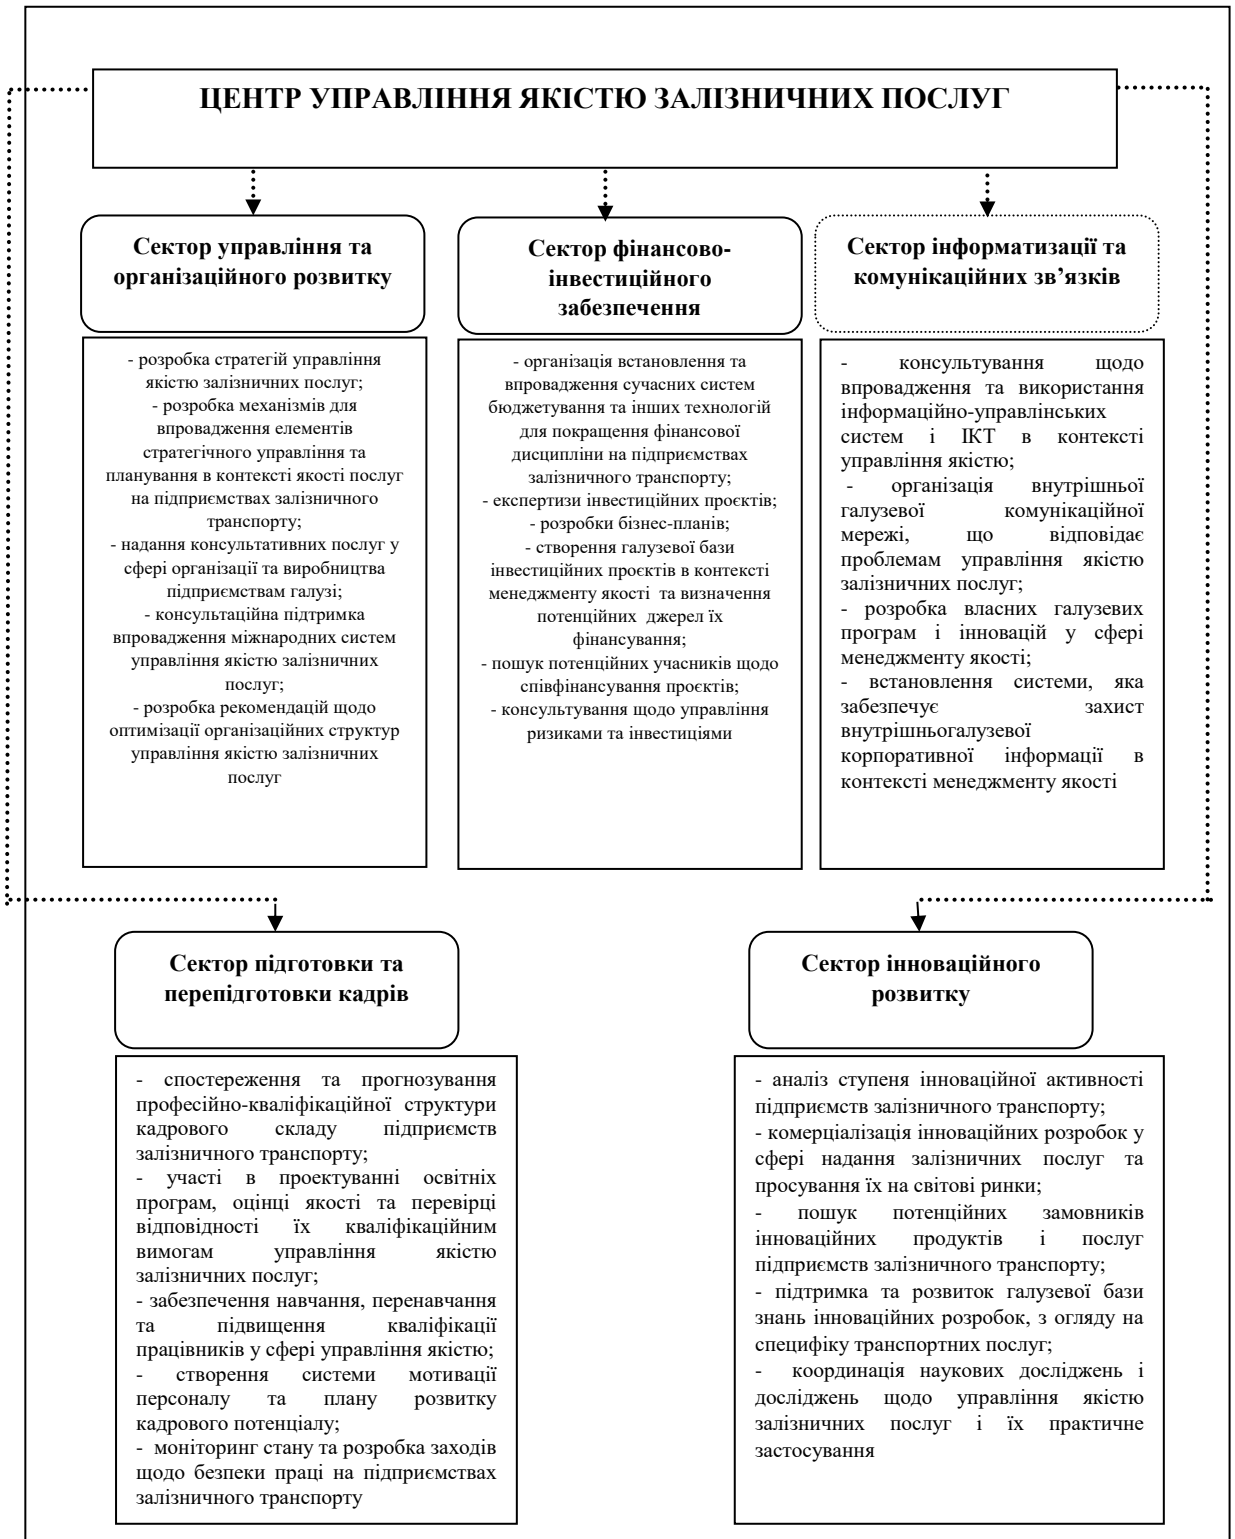 ЦЕНТР УПРАВЛІННЯ ЯКІСТЮ ЗАЛІЗНИЧНИХ ПОСЛУГ
Сектор управління та
організаційного розвитку
- розробка стратегій управління
якістю залізничних послуг;
- розробка механізмів для
впровадження елементів
стратегічного управління та
планування в контексті якості послуг
на підприємствах залізничного
транспорту;
- надання консультативних послуг у
сфері організації та виробництва
підприємствам галузі;
- консультаційна підтримка
впровадження міжнародних систем
управління якістю залізничних
послуг;
- розробка рекомендацій щодо
оптимізації організаційних структур
управління якістю залізничних
послуг
Сектор фінансово-
інвестиційного
забезпечення
- організація встановлення та
впровадження сучасних систем
бюджетування та інших технологій
для покращення фінансової
дисципліни на підприємствах
залізничного транспорту;
- експертизи інвестиційних проєктів;
- розробки бізнес-планів;
- створення галузевої бази
інвестиційних проєктів в контексті
менеджменту якості та визначення
потенційних джерел їх
фінансування;
- пошук потенційних учасників щодо
співфінансування проєктів;
- консультування щодо управління
ризиками та інвестиціями
Сектор інформатизації та
комунікаційних зв’язків
- консультування щодо
впровадження та використання
інформаційно-управлінських
систем і ІКТ в контексті
управління якістю;
- організація внутрішньої
галузевої комунікаційної
мережі, що відповідає
проблемам управління якістю
залізничних послуг;
- розробка власних галузевих
програм і інновацій у сфері
менеджменту якості;
- встановлення системи, яка
забезпечує захист
внутрішньогалузевої
корпоративної інформації в
контексті менеджменту якості
Сектор підготовки та
перепідготовки кадрів
- спостереження та прогнозування
професійно-кваліфікаційної структури
кадрового складу підприємств
залізничного транспорту;
- участі в проектуванні освітніх
програм, оцінці якості та перевірці
відповідності їх кваліфікаційним
вимогам управління якістю
залізничних послуг;
- забезпечення навчання, перенавчання
та підвищення кваліфікації
працівників у сфері управління якістю;
- створення системи мотивації
персоналу та плану розвитку
кадрового потенціалу;
- моніторинг стану та розробка заходів
щодо безпеки праці на підприємствах
залізничного транспорту
Сектор інноваційного
розвитку
- аналіз ступеня інноваційної активності
підприємств залізничного транспорту;
- комерціалізація інноваційних розробок у
сфері надання залізничних послуг та
просування їх на світові ринки;
- пошук потенційних замовників
інноваційних продуктів і послуг
підприємств залізничного транспорту;
- підтримка та розвиток галузевої бази
знань інноваційних розробок, з огляду на
специфіку транспортних послуг;
- координація наукових досліджень і
досліджень щодо управління якістю
залізничних послуг і їх практичне
застосування